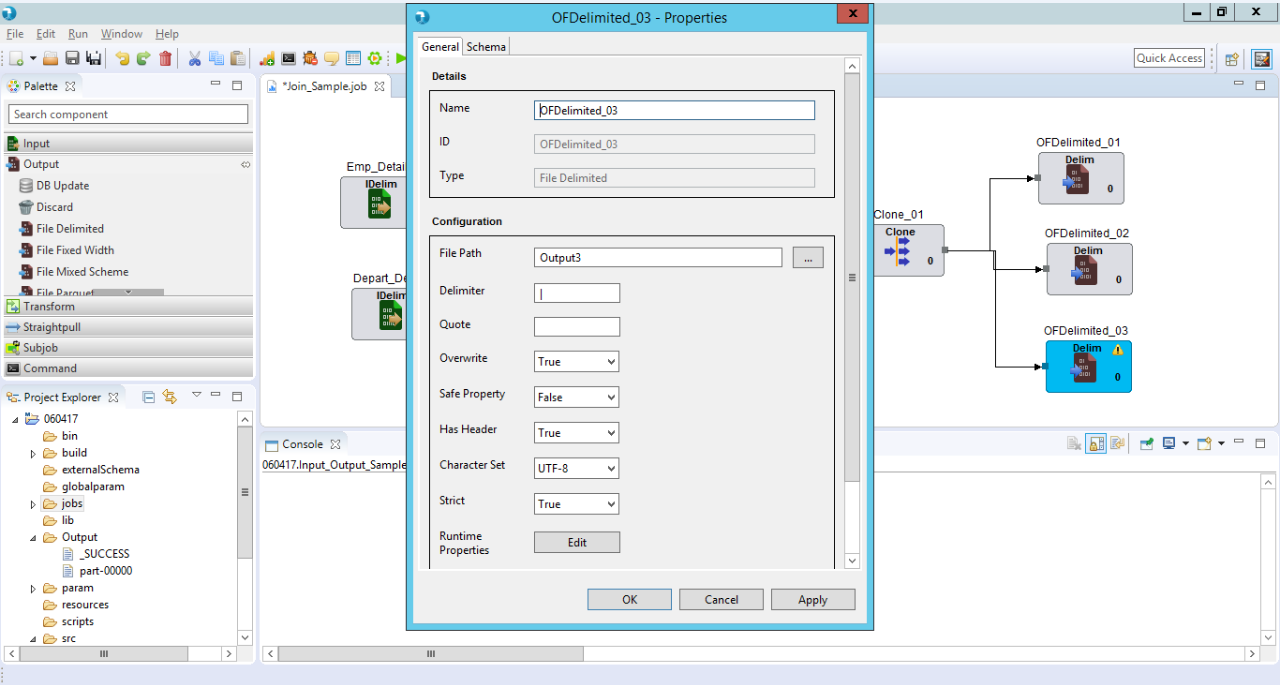 OFDelimited_03 - Properties
File Edit Run Window Help
Quick Access
Palette
Search component
Input
Output
DB Update
Discard
File Delimited
File Fixed Width
File Mixed Scheme
File Parquet
Transform
Straightpull
Subjob
Command
Project Explorer
060417
bin
build
externalSchema
globalparam
jobs
lib
Output
_SUCCESS
part-00000
param
resources
scripts
src
*Join_Sample.job
Emp_Detai
IDelim
Depart_De
IDelim
Console
060417.Input_Output_Sample
General Schema
Details
Name OFDelimited_03
ID OFDelimited_03
Type File Delimited
Configuration
File Path Output3 ...
Delimiter |
Quote
Overwrite True
Safe Property False
Has Header True
Character Set UTF-8
Strict True
Runtime
Properties
Edit
OK Cancel Apply
Clone_01
Clone
0
OFDelimited_01
Delim
0
OFDelimited_02
Delim
0
OFDelimited_03
Delim
0